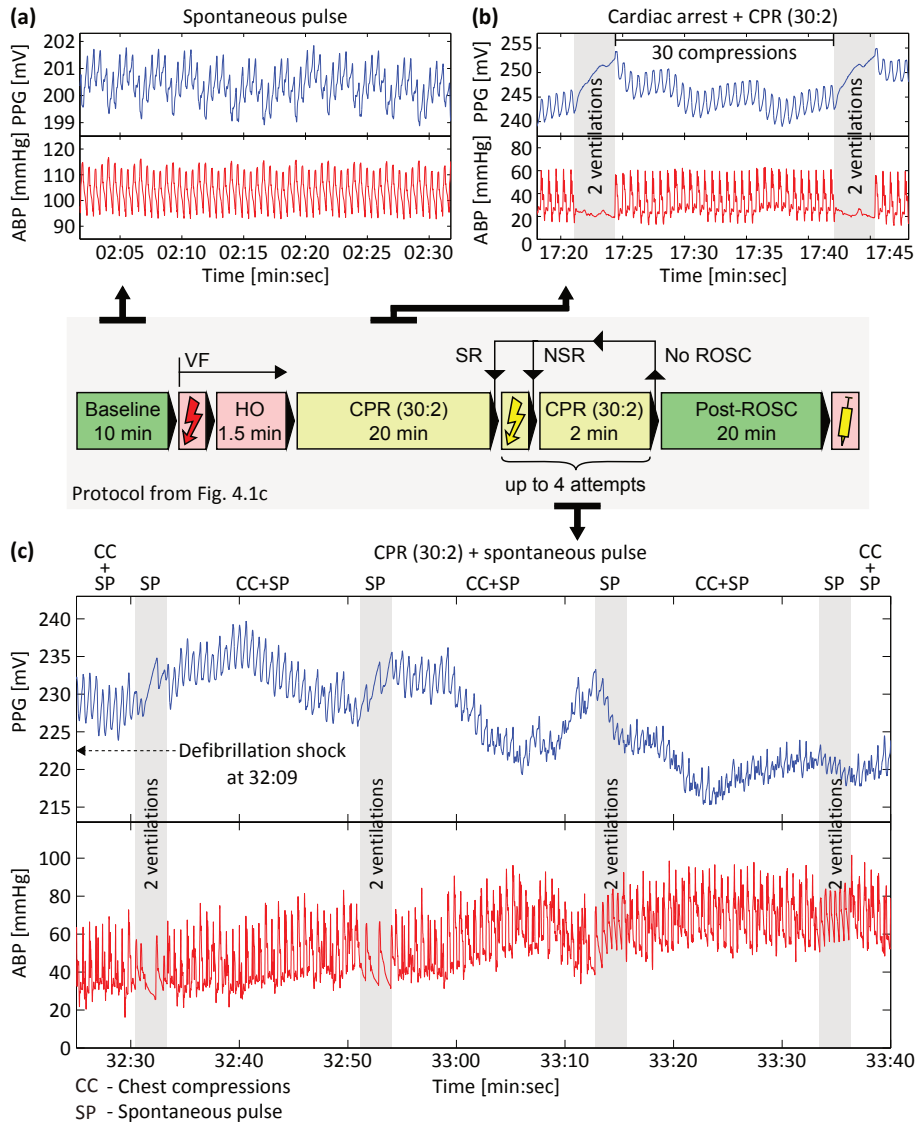 (a)
Spontaneous pulse
PPG [mV]
202
201
200
199
ABP [mmHg]
110
100
90
02:05
02:10
02:15
02:20
02:25
02:30
Time [min:sec]
(b)
Cardiac arrest + CPR (30:2)
30 compressions
PPG [mV]
255
250
245
240
2 ventilations
2 ventilations
ABP [mmHg]
80
60
40
20
0
17:20
17:25
17:30
17:35
17:40
17:45
Time [min:sec]
VF
SR
NSR
No ROSC
Baseline
10 min
HO
1.5 min
CPR (30:2)
20 min
CPR (30:2)
2 min
Post-ROSC
20 min
up to 4 attempts
Protocol from Fig. 4.1c
(c)
CPR (30:2) + spontaneous pulse
CC
+
SP
SP
CC+SP
SP
CC+SP
SP
CC+SP
SP
CC
+
SP
PPG [mV]
240
235
230
225
220
215
Defibrillation shock
at 32:09
2 ventilations
2 ventilations
2 ventilations
2 ventilations
ABP [mmHg]
100
80
60
40
20
0
32:30
32:40
32:50
33:00
33:10
33:20
33:30
33:40
Time [min:sec]
CC - Chest compressions
SP - Spontaneous pulse